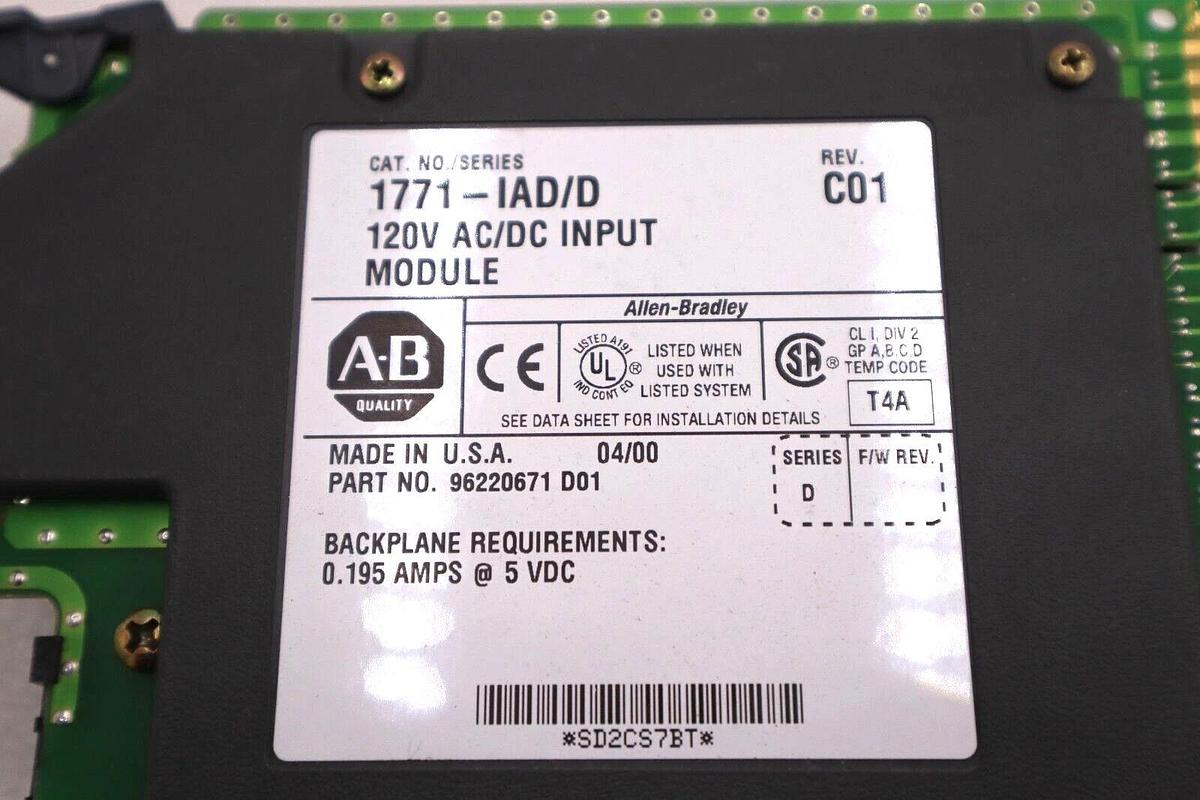 CAT. NO./SERIES
REV.
1771-IAD/D
C01
120V AC/DC INPUT
MODULE
Allen-Bradley
A-B
QUALITY
CE
LISTED A191
UL
®
IND CONT EQ
LISTED WHEN
USED WITH
LISTED SYSTEM
SA
®
CL I, DIV 2
GP A,B,C,D
TEMP CODE
T4A
SEE DATA SHEET FOR INSTALLATION DETAILS
MADE IN U.S.A. 04/00
PART NO. 96220671 D01
SERIES
F/W REV.
D
BACKPLANE REQUIREMENTS:
0.195 AMPS @ 5 VDC
*SD2CS7BT*